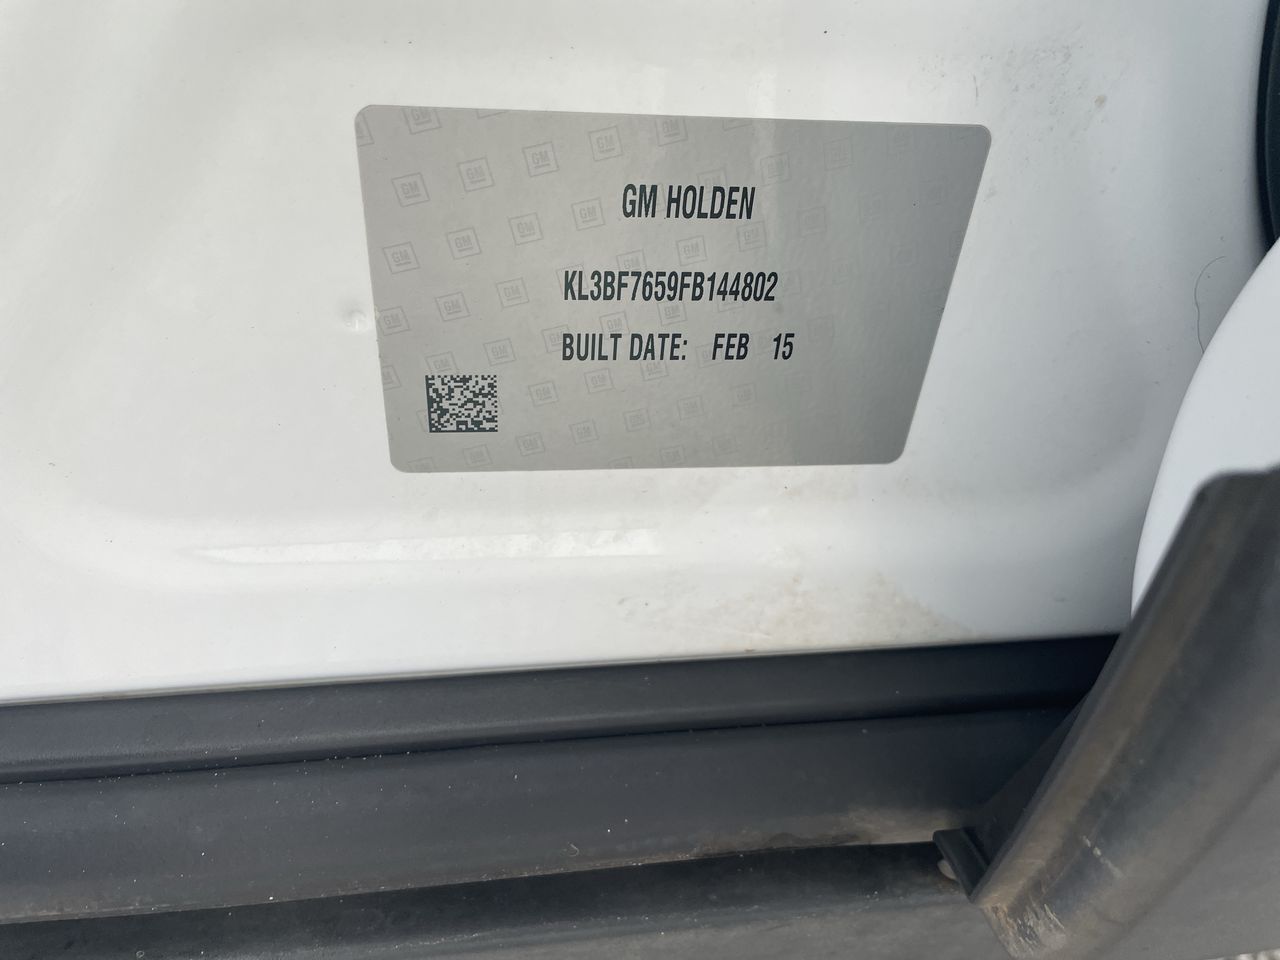 GM HOLDEN
KL3BF7659FB144802
BUILT DATE: FEB 15